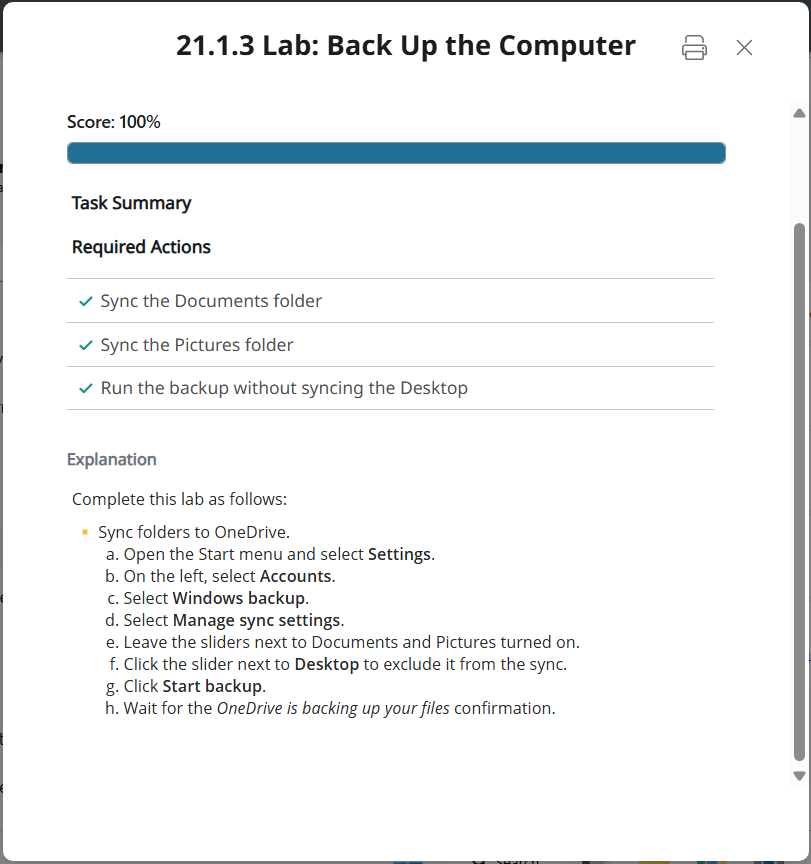 21.1.3 Lab: Back Up the Computer
Score: 100%
Task Summary
Required Actions
Sync the Documents folder
Sync the Pictures folder
Run the backup without syncing the Desktop
Explanation
Complete this lab as follows:
Sync folders to OneDrive.
a. Open the Start menu and select Settings.
b. On the left, select Accounts.
c. Select Windows backup.
d. Select Manage sync settings.
e. Leave the sliders next to Documents and Pictures turned on.
f. Click the slider next to Desktop to exclude it from the sync.
g. Click Start backup.
h. Wait for the OneDrive is backing up your files confirmation.